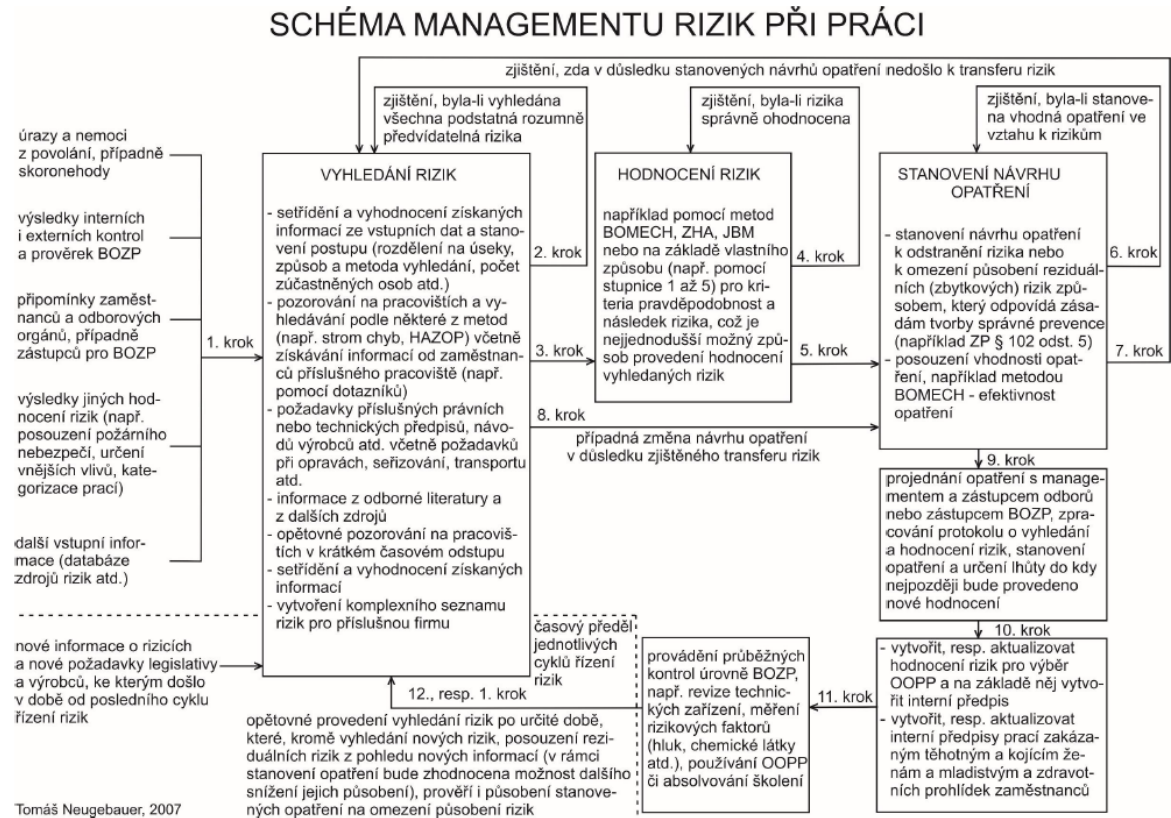 SCHÉMA MANAGEMENTU RIZIK PŘI PRÁCI
zjištění, zda v důsledku stanovených návrhů opatření nedošlo k transferu rizik
zjištění, byla-li vyhledána
všechna podstatná rozumně
předvídatelná rizika
zjištění, byla-li rizika
správně ohodnocena
zjištění, byla-li stanove-
na vhodná opatření ve
vztahu k rizikům
úrazy a nemoci
z povolání, případně
skoronehody
výsledky interních
i externích kontrol
a prověrek BOZP
připomínky zaměst-
nanců a odborových
orgánů, případně
zástupců pro BOZP
výsledky jiných hod-
nocení rizik (např.
posouzení požárního
nebezpečí, určení
vnějších vlivů, kate-
gorizace prací)
další vstupní infor-
mace (databáze
zdrojů rizik atd.)
1. krok
VYHLEDÁNÍ RIZIK
- setřídění a vyhodnocení získaných
informací ze vstupních dat a stano-
vení postupu (rozdělení na úseky,
způsob a metoda vyhledání, počet
zúčastněných osob atd.)
- pozorování na pracovištích a vy-
hledávání podle některé z metod
(např. strom chyb, HAZOP) včetně
získávání informací od zaměstnan-
ců příslušného pracoviště (např.
pomocí dotazníků)
- požadavky příslušných právních
nebo technických předpisů, návo-
dů výrobců atd. včetně požadavků
při opravách, seřizování, transportu
atd.
- informace z odborné literatury a
z dalších zdrojů
- opětovné pozorování na pracoviš-
tích v krátkém časovém odstupu
- setřídění a vyhodnocení získaných
informací
- vytvoření komplexního seznamu
rizik pro příslušnou firmu
2. krok
3. krok
HODNOCENÍ RIZIK
například pomocí metod
BOMECH, ZHA, JBM
nebo na základě vlastního
způsobu (např. pomocí
stupnice 1 až 5) pro kri-
teria pravděpodobnost a
následek rizika, což je
nejjednodušší možný způ-
sob provedení hodnocení
vyhledaných rizik
4. krok
5. krok
STANOVENÍ NÁVRHU
OPATŘENÍ
- stanovení návrhu opatření
k odstranění rizika nebo
k omezení působení reziduál-
ních (zbytkových) rizik způ-
sobem, který odpovídá zása-
dám tvorby správné prevence
(například ZP § 102 odst. 5)
- posouzení vhodnosti opat-
ření, například metodou
BOMECH - efektivnost
opatření
6. krok
7. krok
8. krok
případná změna návrhu opatření
v důsledku zjištěného transferu rizik
9. krok
projednání opatření s manage-
mentem a zástupcem odborů
nebo zástupcem BOZP, zpra-
cování protokolu o vyhledání
a hodnocení rizik, stanovení
opatření a určení lhůty do kdy
nejpozději bude provedeno
nové hodnocení
10. krok
- vytvořit, resp. aktualizovat
hodnocení rizik pro výběr
OOPP a na základě něj vytvo-
řit interní předpis
- vytvořit, resp. aktualizovat
interní předpisy prací zakáza-
ným těhotným a kojícím že-
nám a mladistvým a zdravot-
ních prohlídek zaměstnanců
11. krok
provádění průběžných
kontrol úrovně BOZP,
např. revize technic-
kých zařízení, měření
rizikových faktorů
(hluk, chemické látky
atd.), používání OOPP
či absolvování školení
časový předěl
jednotlivých
cyklů řízení
rizik
12., resp. 1. krok
nové informace o rizicích
a nové požadavky legislativy
a výrobců, ke kterým došlo
v době od posledního cyklu
řízení rizik
opětovné provedení vyhledání rizik po určité době,
které, kromě vyhledání nových rizik, posouzení rezi-
duálních rizik z pohledu nových informací (v rámci
stanovení opatření bude zhodnocena možnost dalšího
snížení jejich působení), prověří i působení stanove-
ných opatření na omezení působení rizik
Tomáš Neugebauer, 2007